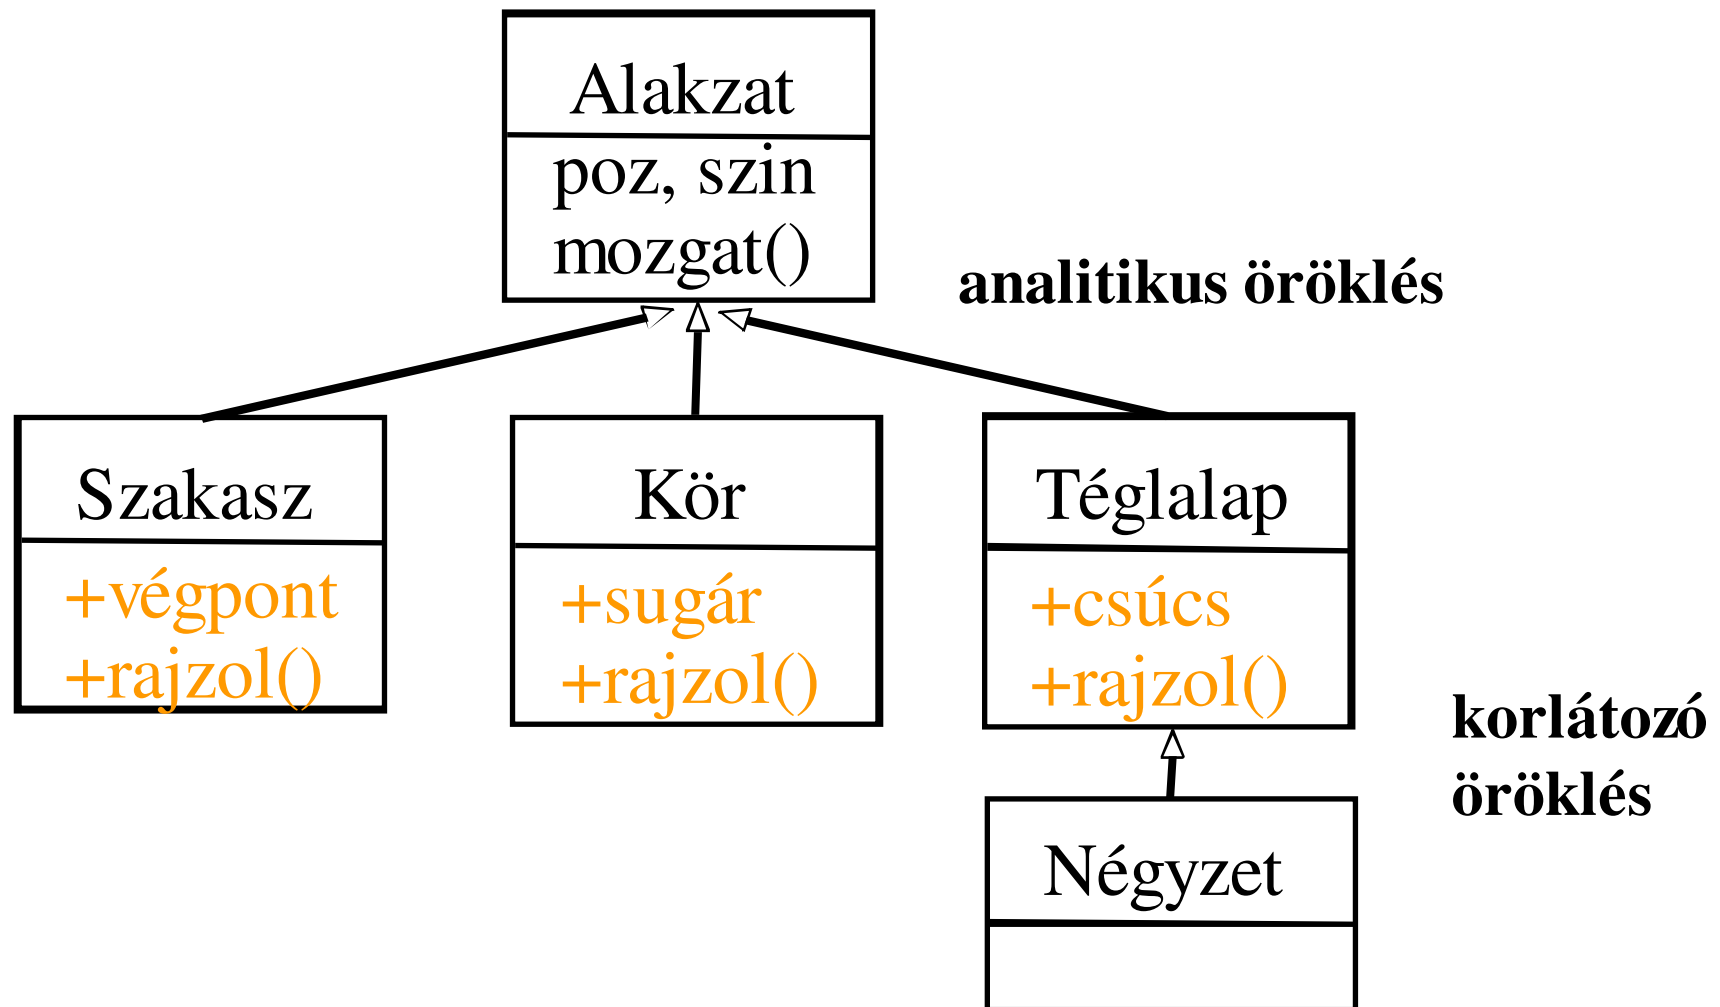 Alakzat
poz, szin
mozgat()
analitikus öröklés
Szakasz
+végpont
+rajzol()
Kör
+sugár
+rajzol()
Téglalap
+csúcs
+rajzol()
korlátozó
öröklés
Négyzet